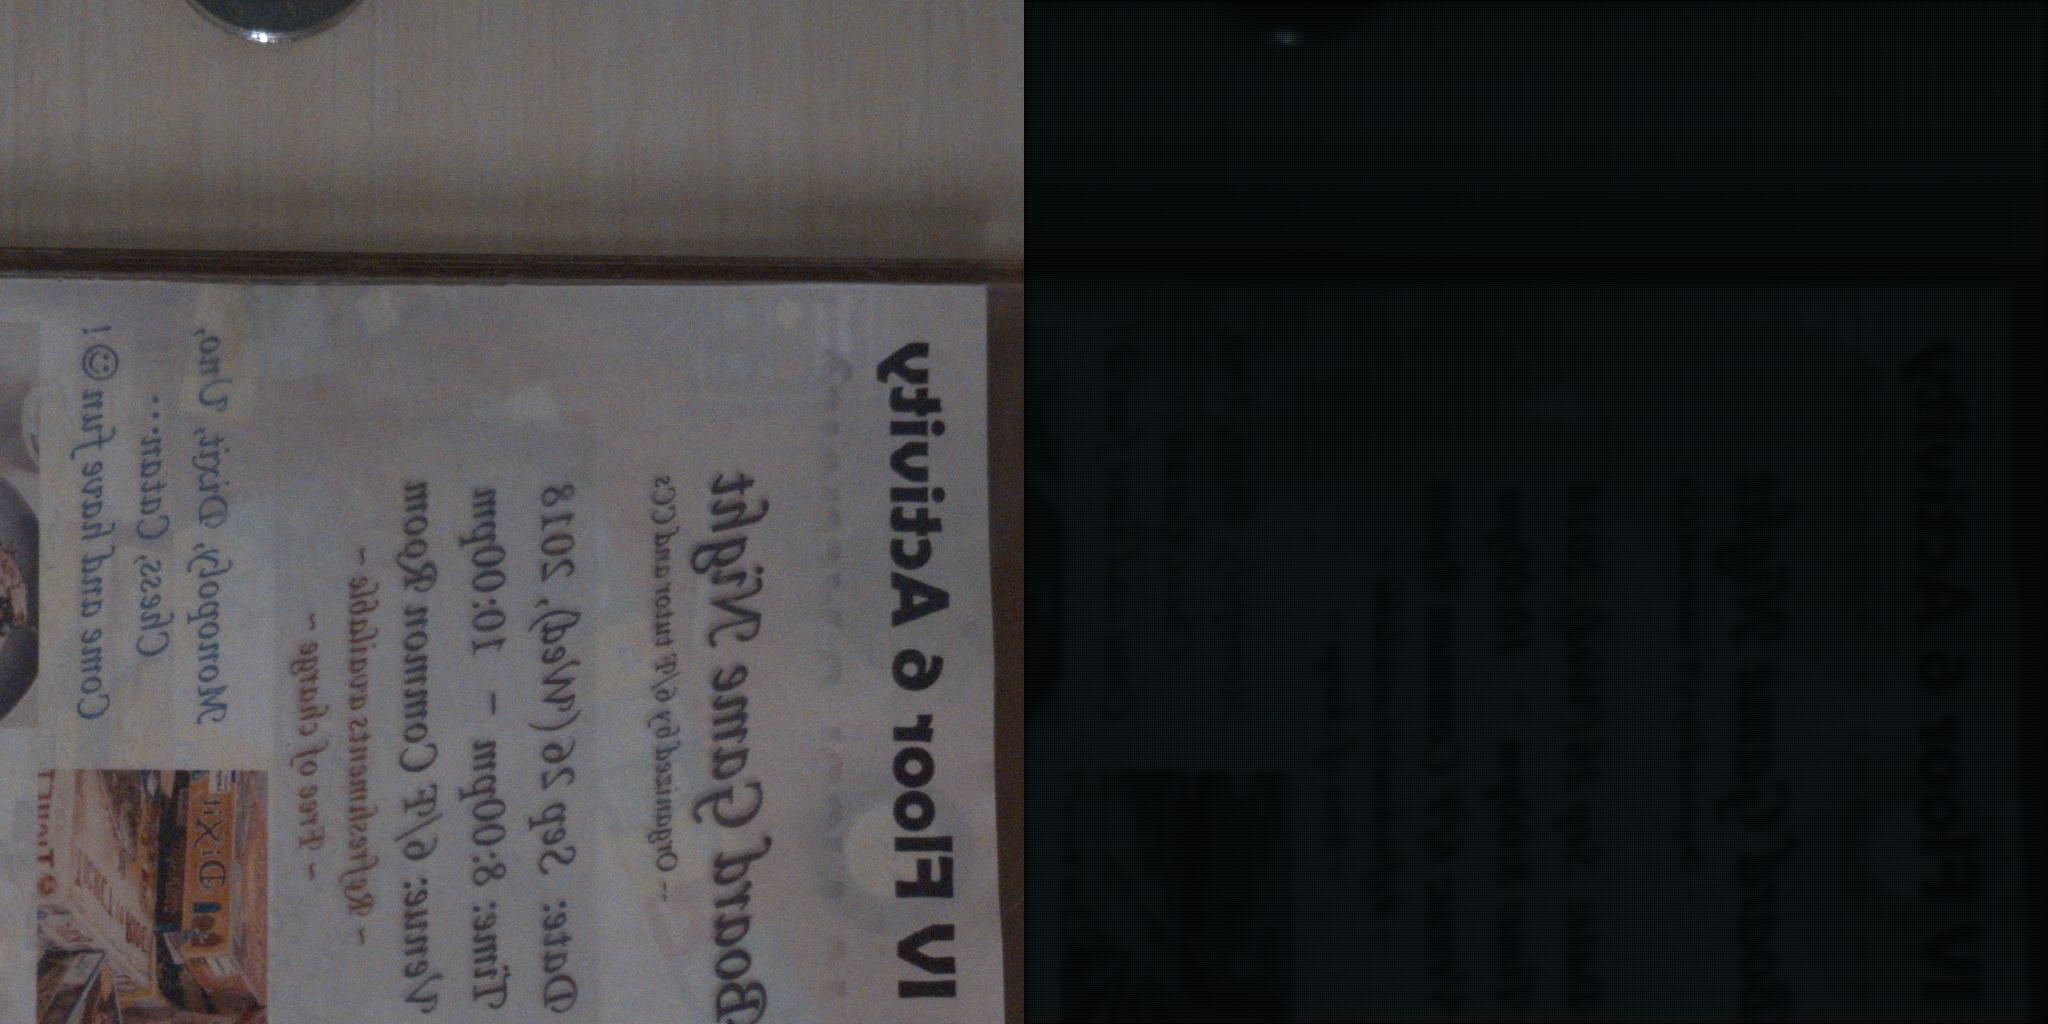 IV Floor 6 Activity
Board Game Night
-- Organized by 6/F tutor and CCs
Date: Sep 26 (Wed), 2018
Time: 8:00pm – 10:00pm
Venue: 6/F Common Room
~ Refreshments available ~
~ Free of charge ~
Monopoly, Dixit, Uno,
Chess, Catan...
Come and have fun☺!
DiXit